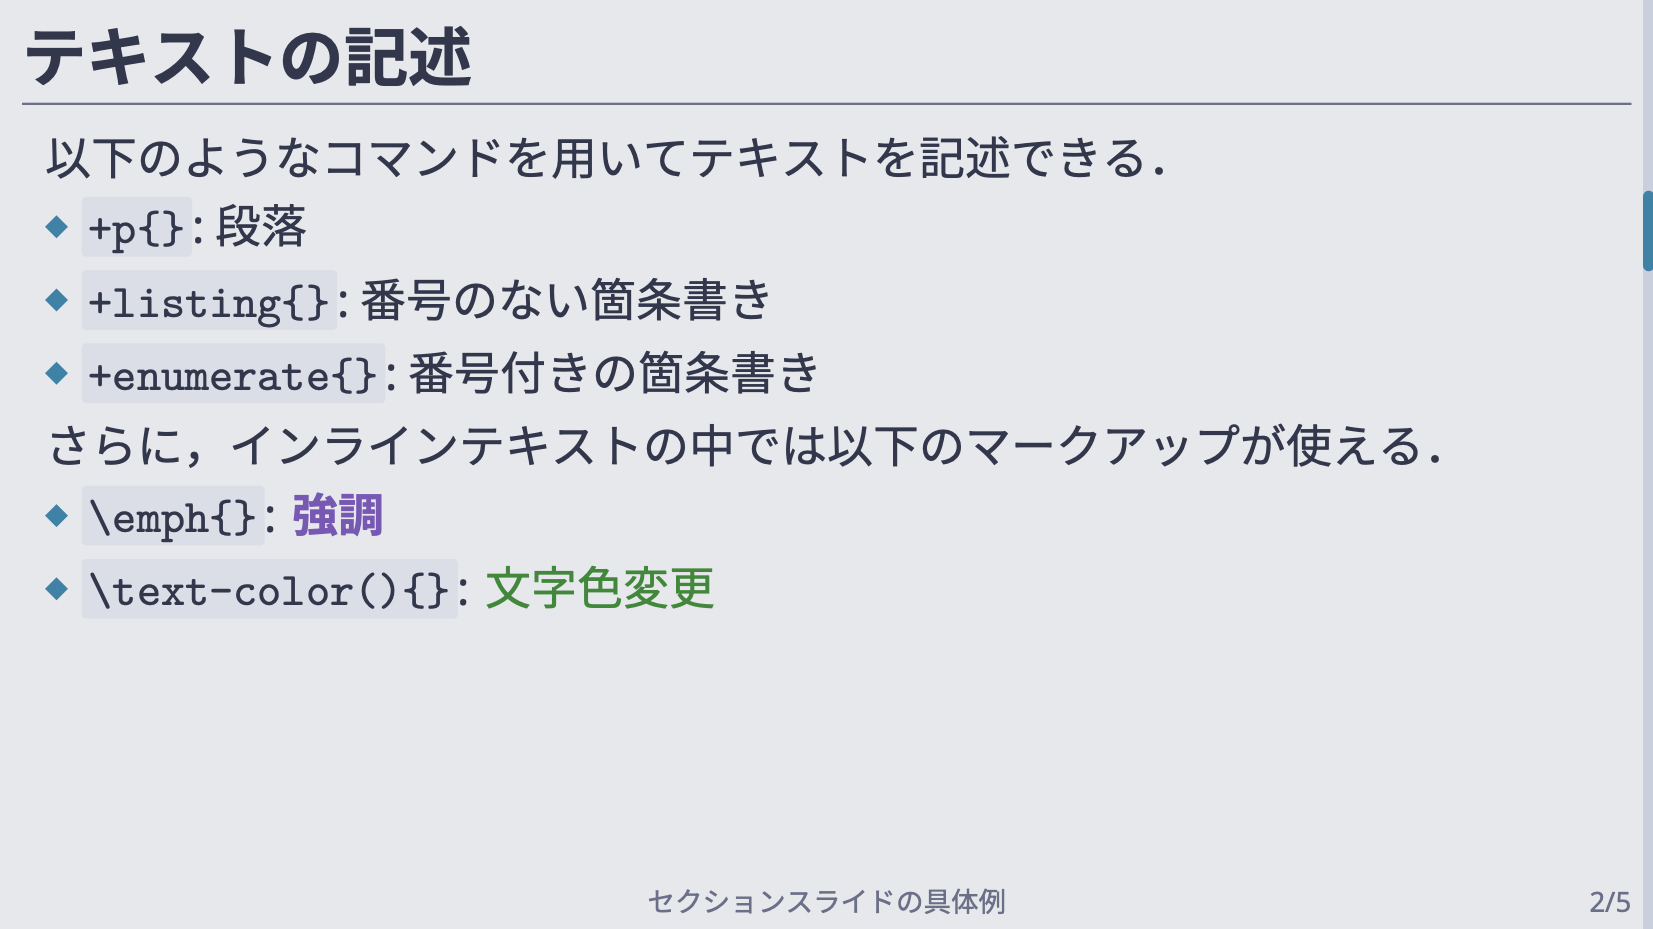 テキストの記述
以下のようなコマンドを用いてテキストを記述できる．
◆ +p{}: 段落
◆ +listing{}: 番号のない箇条書き
◆ +enumerate{}: 番号付きの箇条書き
さらに，インラインテキストの中では以下のマークアップが使える．
◆ \emph{}: 強調
◆ \text-color(){}: 文字色変更
セクションスライドの具体例
2/5